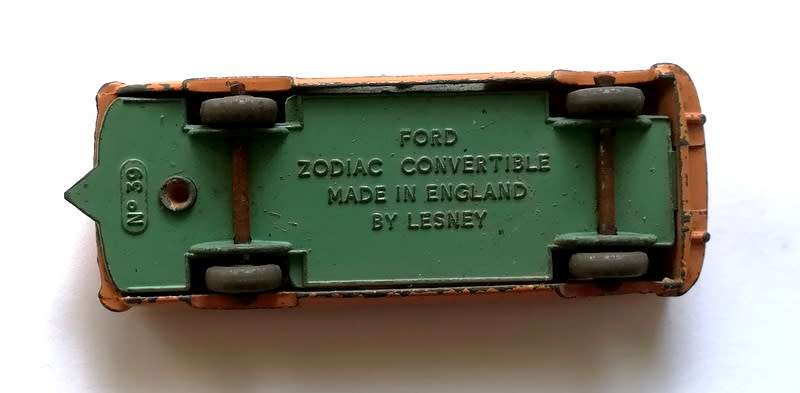 FORD
ZODIAC CONVERTIBLE
MADE IN ENGLAND
BY LESNEY
Nº 39